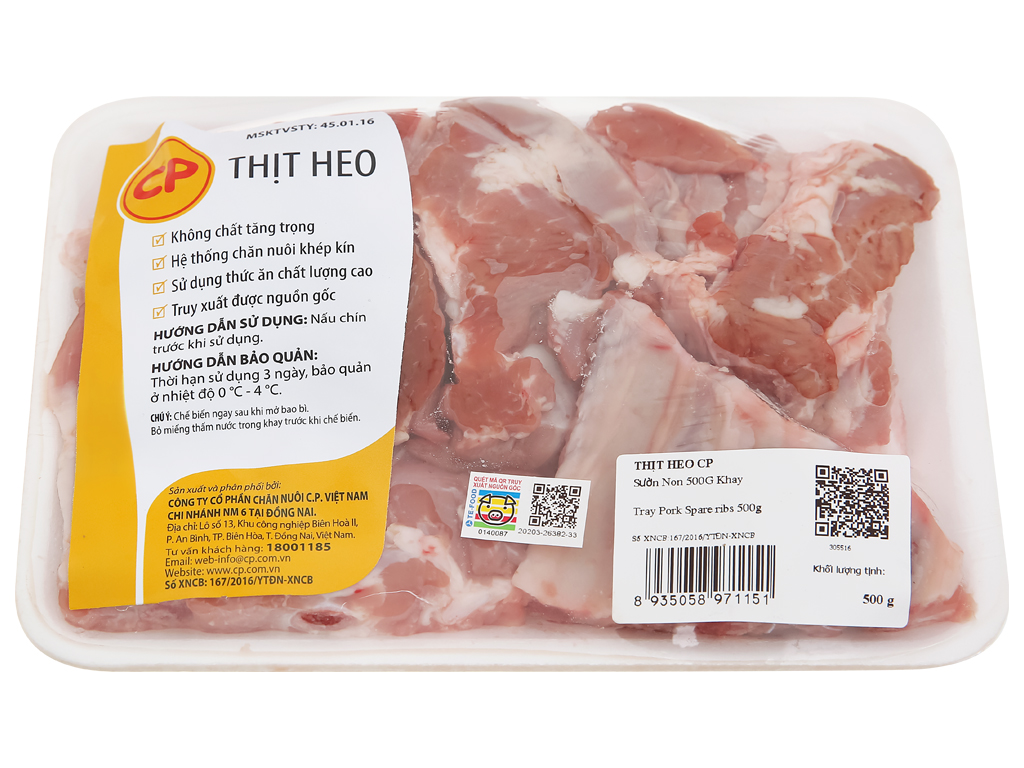 MSKTVSTY: 45.01.16
CP
THỊT HEO
Không chất tăng trọng
Hệ thống chăn nuôi khép kín
Sử dụng thức ăn chất lượng cao
Truy xuất được nguồn gốc
HƯỚNG DẪN SỬ DỤNG: Nấu chín
trước khi sử dụng.
HƯỚNG DẪN BẢO QUẢN:
Thời hạn sử dụng 3 ngày, bảo quản
ở nhiệt độ 0 °C - 4 °C.
CHÚ Ý: Chế biến ngay sau khi mở bao bì.
Bỏ miếng thấm nước trong khay trước khi chế biến.
Sản xuất và phân phối bởi:
CÔNG TY CỔ PHẦN CHĂN NUÔI C.P. VIỆT NAM
CHI NHÁNH NM 6 TẠI ĐỒNG NAI.
Địa chỉ: Lô số 13, Khu công nghiệp Biên Hoà II,
P. An Bình, TP. Biên Hòa, T. Đồng Nai, Việt Nam.
Tư vấn khách hàng: 18001185
Email: web-info@cp.com.vn
Website: www.cp.com.vn
Số XNCB: 167/2016/YTĐN-XNCB
QUÉT MÃ QR TRUY
XUẤT NGUỒN GỐC
TE-FOOD
0140087
20203-26382-33
THỊT HEO CP
Sườn Non 500G Khay
Tray Pork Spare ribs 500g
Số XNCB:167/2016/YTĐN-XNCB
8 935058 971151
305516
Khối lượng tịnh:
500 g